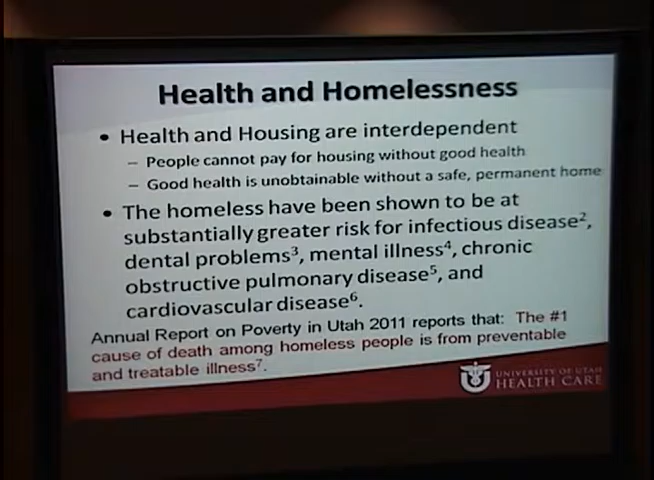 Health and Homelessness
• Health and Housing are interdependent
– People cannot pay for housing without good health
– Good health is unobtainable without a safe, permanent home
• The homeless have been shown to be at
substantially greater risk for infectious disease²,
dental problems³, mental illness⁴, chronic
obstructive pulmonary disease⁵, and
cardiovascular disease⁶.
Annual Report on Poverty in Utah 2011 reports that: The #1
cause of death among homeless people is from preventable
and treatable illness⁷.
UNIVERSITY OF UTAH
HEALTH CARE